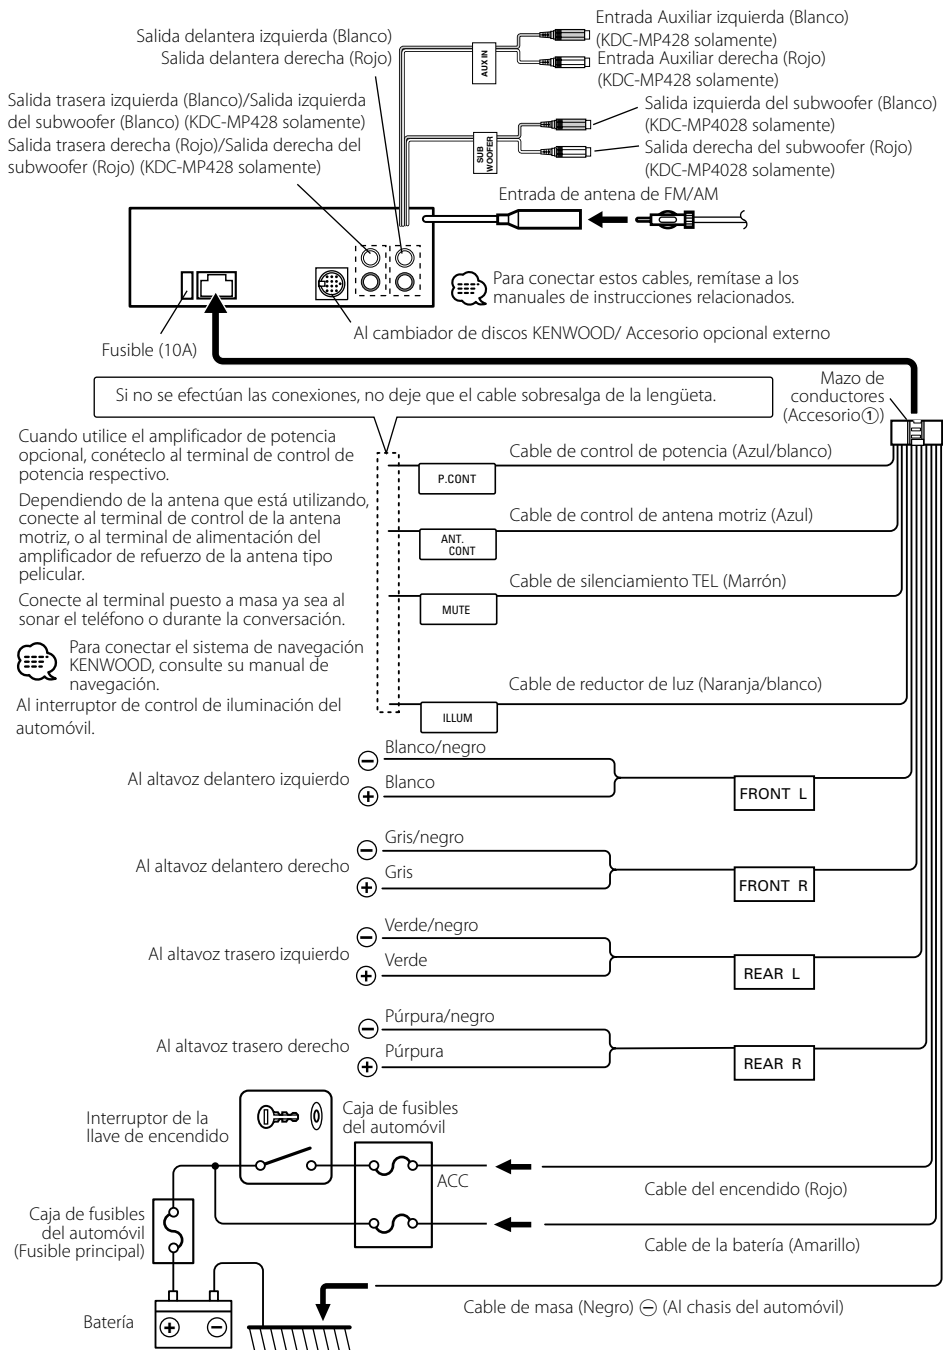 Entrada Auxiliar izquierda (Blanco)
(KDC-MP428 solamente)
Entrada Auxiliar derecha (Rojo)
(KDC-MP428 solamente)
Salida delantera izquierda (Blanco)
Salida delantera derecha (Rojo)
AUX IN
Salida trasera izquierda (Blanco)/Salida izquierda
del subwoofer (Blanco) (KDC-MP428 solamente)
Salida trasera derecha (Rojo)/Salida derecha del
subwoofer (Rojo) (KDC-MP428 solamente)
Salida izquierda del subwoofer (Blanco)
(KDC-MP4028 solamente)
Salida derecha del subwoofer (Rojo)
(KDC-MP4028 solamente)
SUB
WOOFER
Entrada de antena de FM/AM
Para conectar estos cables, remítase a los
manuales de instrucciones relacionados.
Al cambiador de discos KENWOOD/ Accesorio opcional externo
Fusible (10A)
Mazo de
conductores
(Accesorio①)
Si no se efectúan las conexiones, no deje que el cable sobresalga de la lengüeta.
Cuando utilice el amplificador de potencia
opcional, conéteclo al terminal de control de
potencia respectivo.
Cable de control de potencia (Azul/blanco)
P.CONT
Dependiendo de la antena que está utilizando,
conecte al terminal de control de la antena
motriz, o al terminal de alimentación del
amplificador de refuerzo de la antena tipo
pelicular.
Cable de control de antena motriz (Azul)
ANT.
CONT
Conecte al terminal puesto a masa ya sea al
sonar el teléfono o durante la conversación.
Cable de silenciamiento TEL (Marrón)
MUTE
Para conectar el sistema de navegación
KENWOOD, consulte su manual de
navegación.
Al interruptor de control de iluminación del
automóvil.
Cable de reductor de luz (Naranja/blanco)
ILLUM
Al altavoz delantero izquierdo
⊖ Blanco/negro
⊕ Blanco
FRONT L
Al altavoz delantero derecho
⊖ Gris/negro
⊕ Gris
FRONT R
Al altavoz trasero izquierdo
⊖ Verde/negro
⊕ Verde
REAR L
Al altavoz trasero derecho
⊖ Púrpura/negro
⊕ Púrpura
REAR R
Interruptor de la
llave de encendido
Caja de fusibles
del automóvil
ACC
Cable del encendido (Rojo)
Caja de fusibles
del automóvil
(Fusible principal)
Cable de la batería (Amarillo)
Cable de masa (Negro) ⊖ (Al chasis del automóvil)
Batería
⊕ ⊖